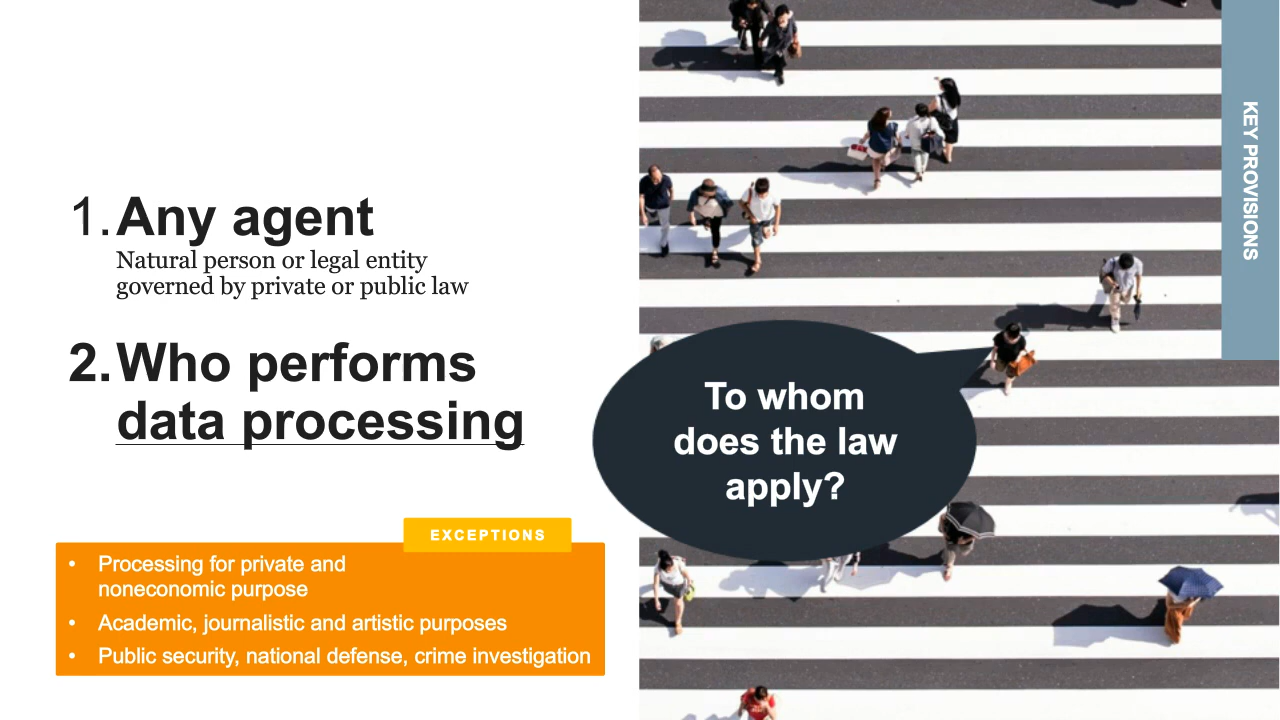 1. Any agent
Natural person or legal entity
governed by private or public law
2. Who performs
data processing
EXCEPTIONS
• Processing for private and
noneconomic purpose
• Academic, journalistic and artistic purposes
• Public security, national defense, crime investigation
To whom
does the law
apply?
KEY PROVISIONS